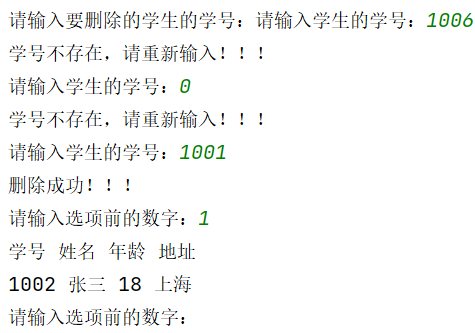 请输入要删除的学生的学号：请输入学生的学号：1006
学号不存在，请重新输入！！！
请输入学生的学号：0
学号不存在，请重新输入！！！
请输入学生的学号：1001
删除成功！！！
请输入选项前的数字：1
学号 姓名 年龄 地址
1002 张三 18 上海
请输入选项前的数字：